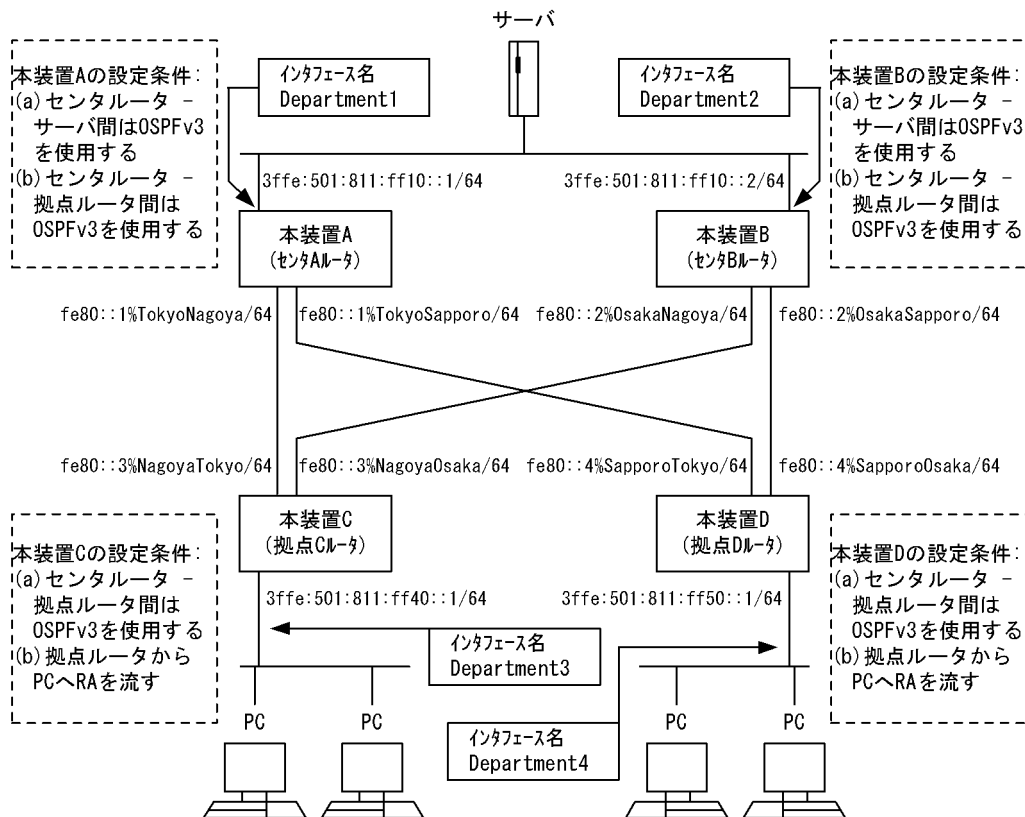 サーバ
本装置Aの設定条件:
(a)センタルータ -
サーバ間はOSPFv3
を使用する
(b)センタルータ -
拠点ルータ間は
OSPFv3を使用する
インタフェース名
Department1
インタフェース名
Department2
本装置Bの設定条件:
(a)センタルータ -
サーバ間はOSPFv3
を使用する
(b)センタルータ -
拠点ルータ間は
OSPFv3を使用する
3ffe:501:811:ff10::1/64
3ffe:501:811:ff10::2/64
本装置A
(センタAルータ)
本装置B
(センタBルータ)
fe80::1%TokyoNagoya/64
fe80::1%TokyoSapporo/64
fe80::2%OsakaNagoya/64
fe80::2%OsakaSapporo/64
fe80::3%NagoyaTokyo/64
fe80::3%NagoyaOsaka/64
fe80::4%SapporoTokyo/64
fe80::4%SapporoOsaka/64
本装置C
(拠点Cルータ)
本装置D
(拠点Dルータ)
本装置Cの設定条件:
(a)センタルータ -
拠点ルータ間は
OSPFv3を使用する
(b)拠点ルータから
PCへRAを流す
3ffe:501:811:ff40::1/64
3ffe:501:811:ff50::1/64
本装置Dの設定条件:
(a)センタルータ -
拠点ルータ間は
OSPFv3を使用する
(b)拠点ルータから
PCへRAを流す
インタフェース名
Department3
インタフェース名
Department4
PC
PC
PC
PC